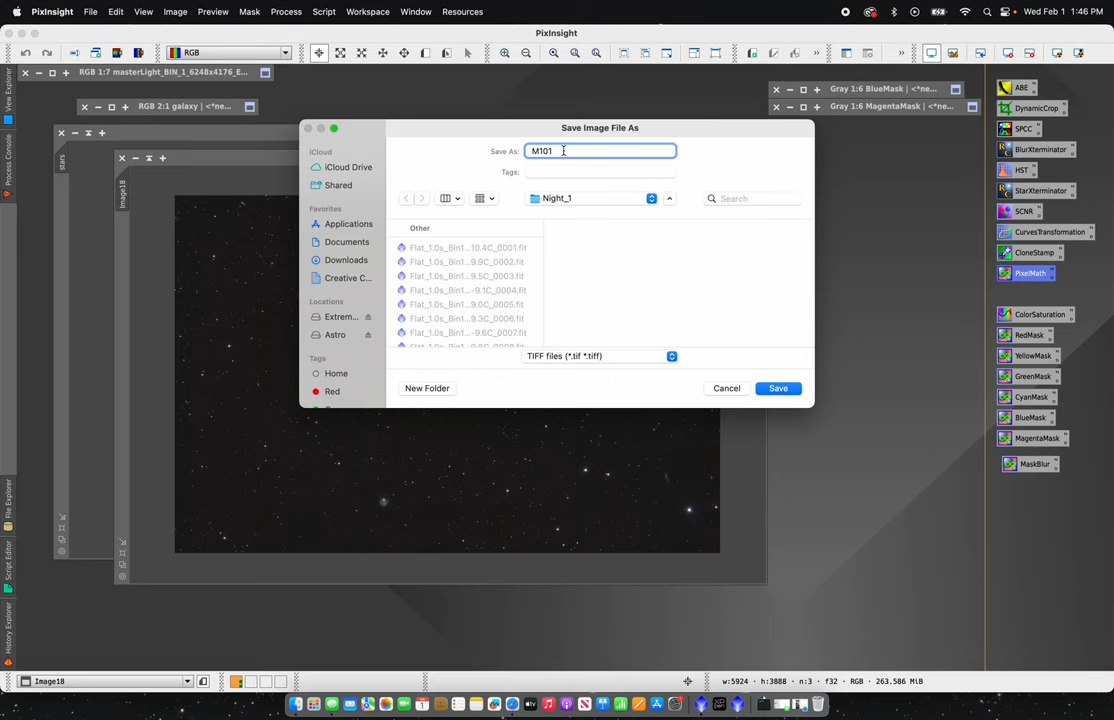 PixInsight File Edit View Image Preview Mask Process Script Workspace Window Resources Wed Feb 1 1:46 PM
PixInsight
RGB
RGB 1:7 masterLight_BIN_1_6248x4176_E...
RGB 2:1 galaxy | <*ne...
Gray 1:6 BlueMask | <*ne...
Gray 1:6 MagentaMask | <*ne...
View Explorer
Process Console
File Explorer
Script Editor
History Explorer
stars
Image18
Save Image File As
Save As: M101
Tags:
Night_1
Search
iCloud
iCloud Drive
Shared
Favorites
Applications
Documents
Downloads
Creative C...
Locations
Extrem...
Astro
Tags
Home
Red
Other
Flat_1.0s_Bin1...10.4C_0001.fit
Flat_1.0s_Bin1...9.9C_0002.fit
Flat_1.0s_Bin1...9.5C_0003.fit
Flat_1.0s_Bin1...-9.1C_0004.fit
Flat_1.0s_Bin1...9.0C_0005.fit
Flat_1.0s_Bin1...9.3C_0006.fit
Flat_1.0s_Bin1...-9.6C_0007.fit
TIFF files (*.tif *.tiff)
New Folder
Cancel
Save
ABE
DynamicCrop
SPCC
BlurXterminator
HST
StarXterminator
SCNR
CurvesTransformation
CloneStamp
PixelMath
ColorSaturation
RedMask
YellowMask
GreenMask
CyanMask
BlueMask
MagentaMask
MaskBlur
Image18
w:5924 · h:3888 · n:3 · f32 · RGB · 263.586 MiB